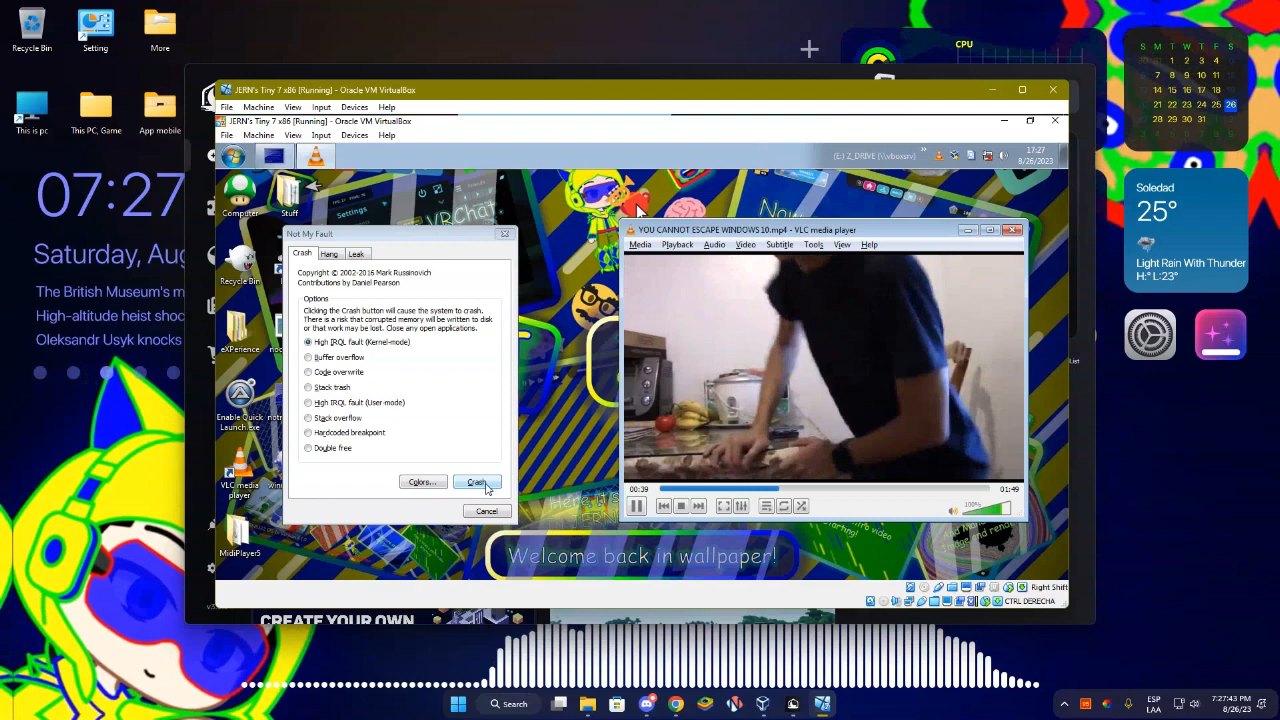 Recycle Bin
Setting
More
This is pc
This PC, Game
App mobile
07:27
Saturday, Aug
The British Museum's m
High-altitude heist shoc
Oleksandr Usyk knocks
CPU
S M T W T F S
30 31 1 2 3 4 5
7 8 9 10 11
14 15 16 17 18
21 22 23 24 25 26
28 29 30 31
Soledad
25°
Light Rain With Thunder
H:° L:23°
List
JERN's Tiny 7 x86 [Running] - Oracle VM VirtualBox
File Machine View Input Devices Help
JERN's Tiny 7 x86 [Running] - Oracle VM VirtualBox
File Machine View Input Devices Help
(E:) Z_DRIVE (\\vboxsrv)
17:27
8/26/2023
Computer
Stuff
Settings
VRChat
Recycle Bin
eXPerience
Enable Quick
Launch.exe
VLC media
player
MidiPlayer5
Not My Fault
Crash Hang Leak
Copyright © 2002-2016 Mark Russinovich
Contributions by Daniel Pearson
Options
Clicking the Crash button will cause the system to crash.
There is a risk that corrupted memory will be written to disk
or that work may be lost. Close any open applications.
High IRQL fault (Kernel-mode)
Buffer overflow
Code overwrite
Stack trash
High IRQL fault (User-mode)
Stack overflow
Hardcoded breakpoint
Double free
Colors...
Crash
Cancel
YOU CANNOT ESCAPE WINDOWS 10.mp4 - VLC media player
Media Playback Audio Video Subtitle Tools View Help
00:39
01:49
100%
Welcome back in wallpaper!
Right Shift
CTRL DERECHA
CREATE YOUR OWN
Search
ESP
LAA
7:27:43 PM
8/26/23